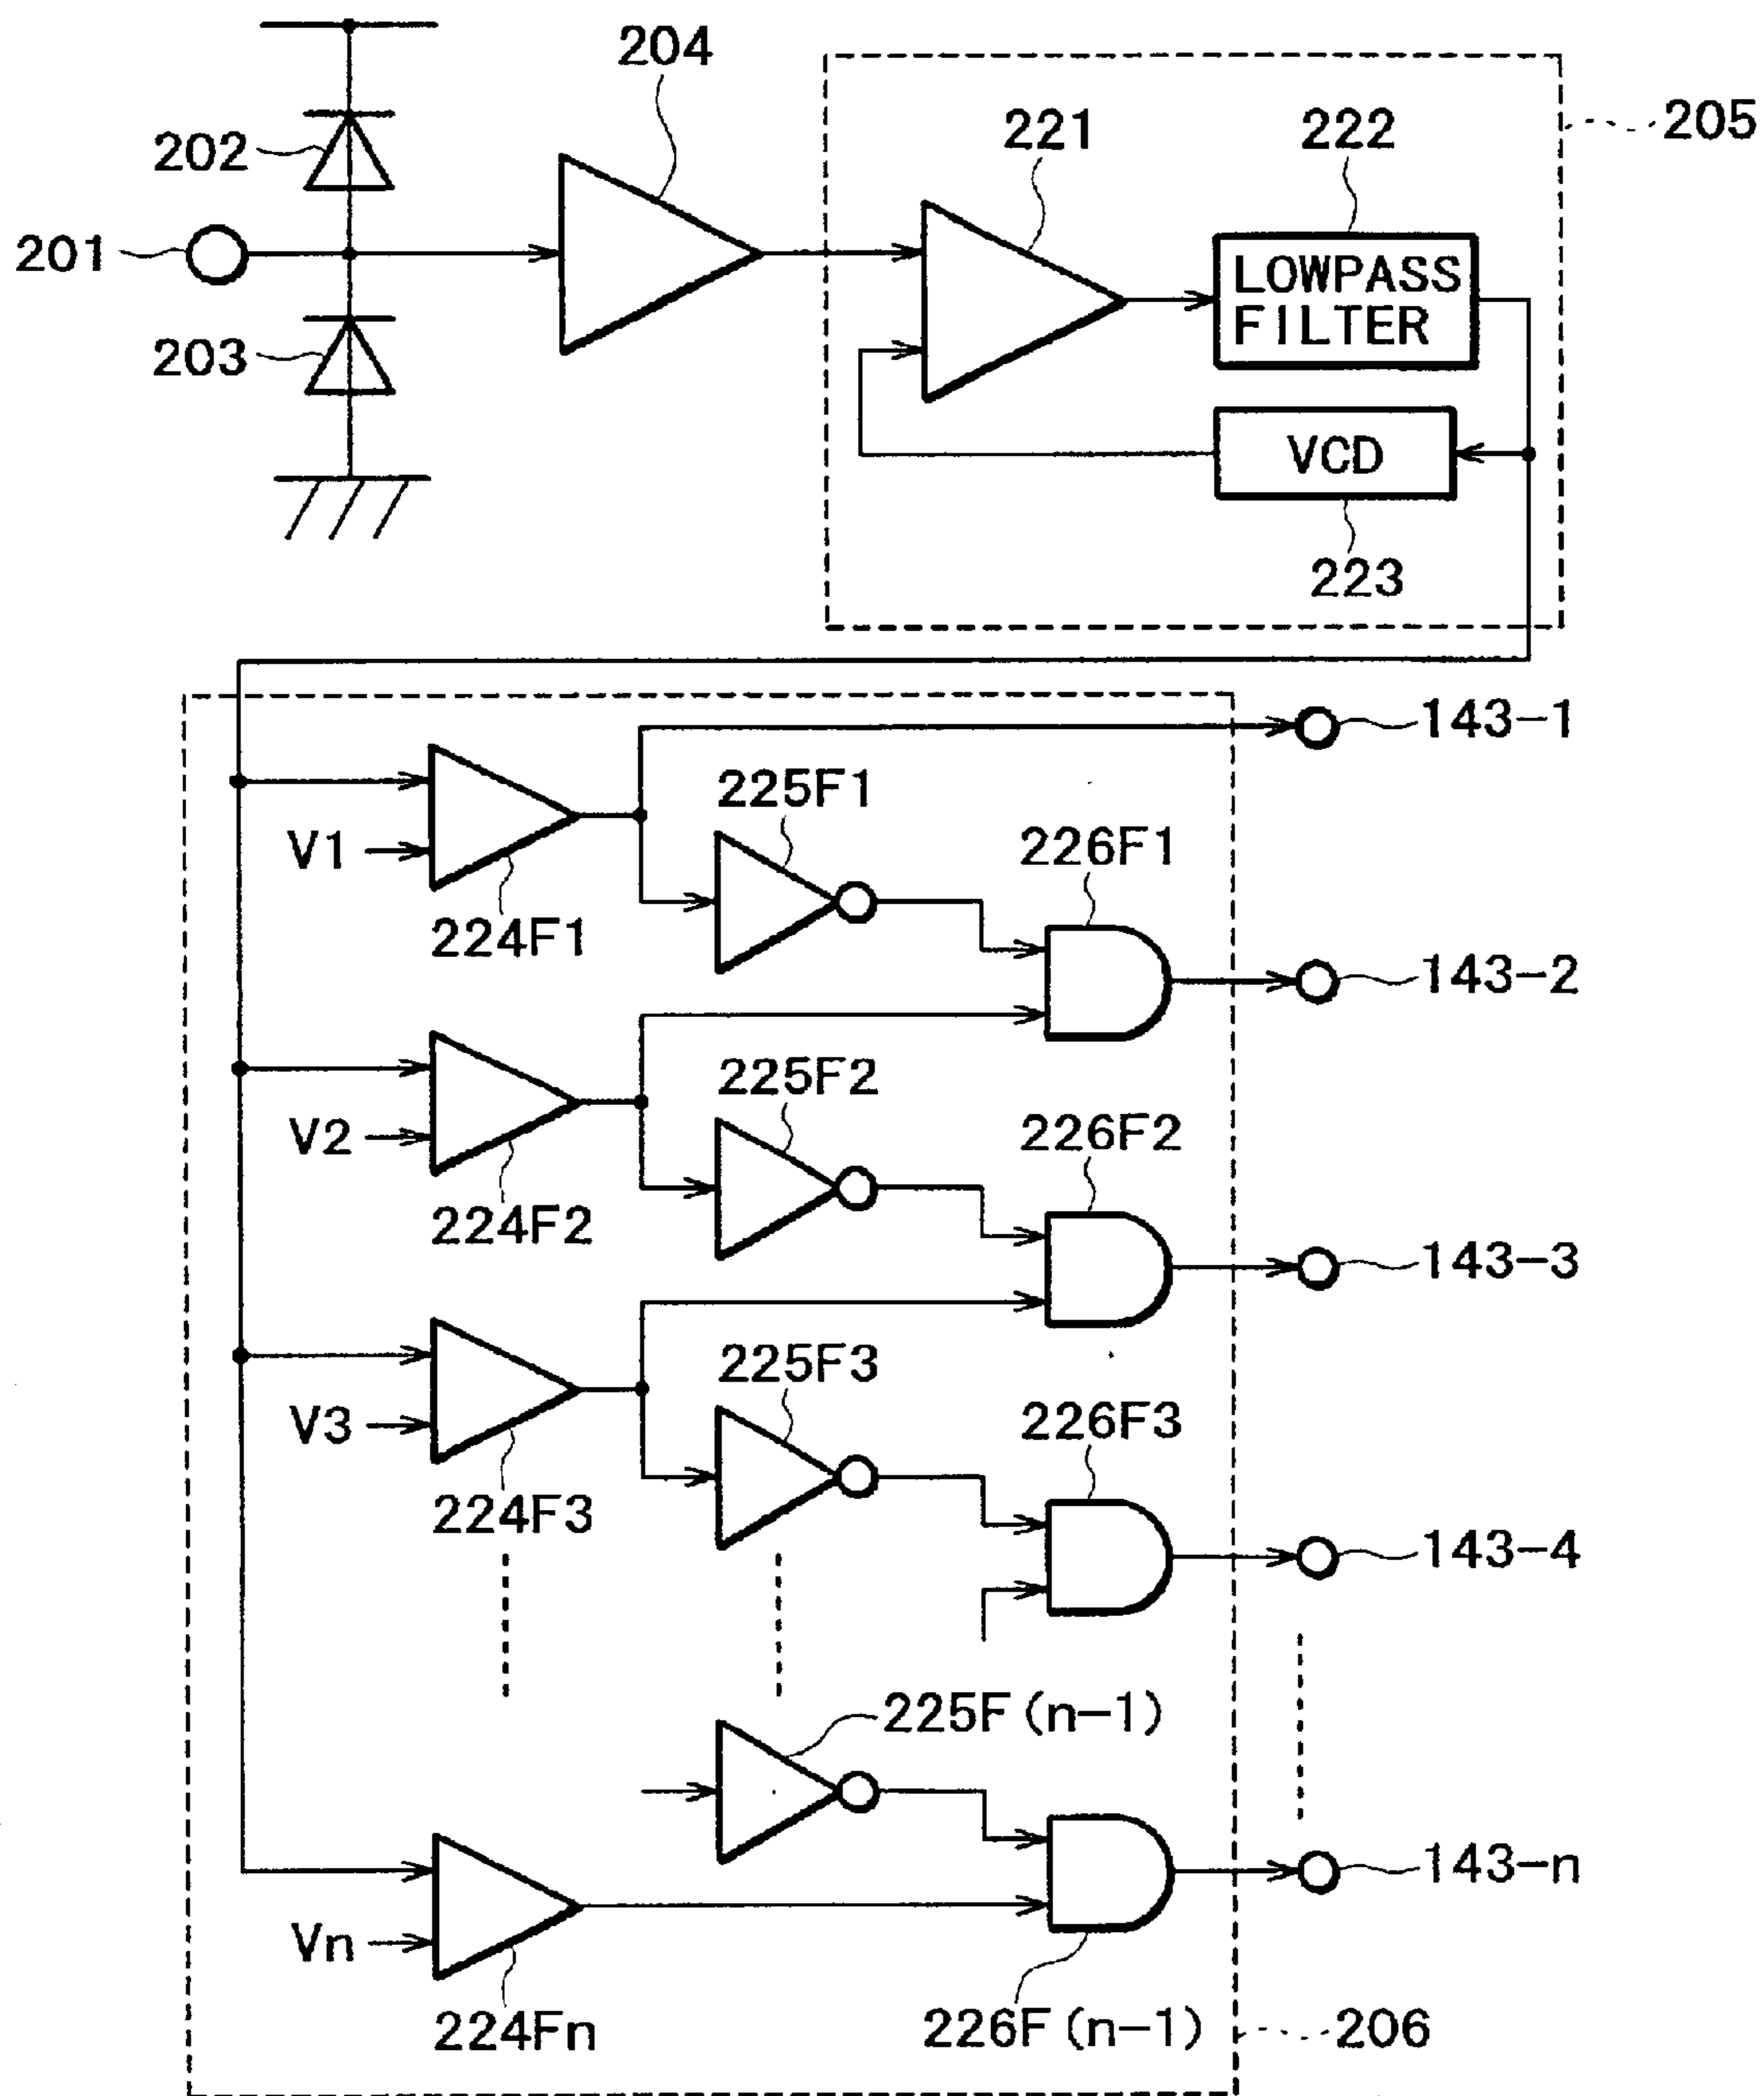 204
205
221
222
202
201
LOWPASS
FILTER
203
VCD
223
143-1
225F1
V1
226F1
224F1
143-2
225F2
V2
226F2
224F2
143-3
225F3
V3
226F3
224F3
143-4
225F (n-1)
143-n
Vn
224Fn
226F (n-1)
206